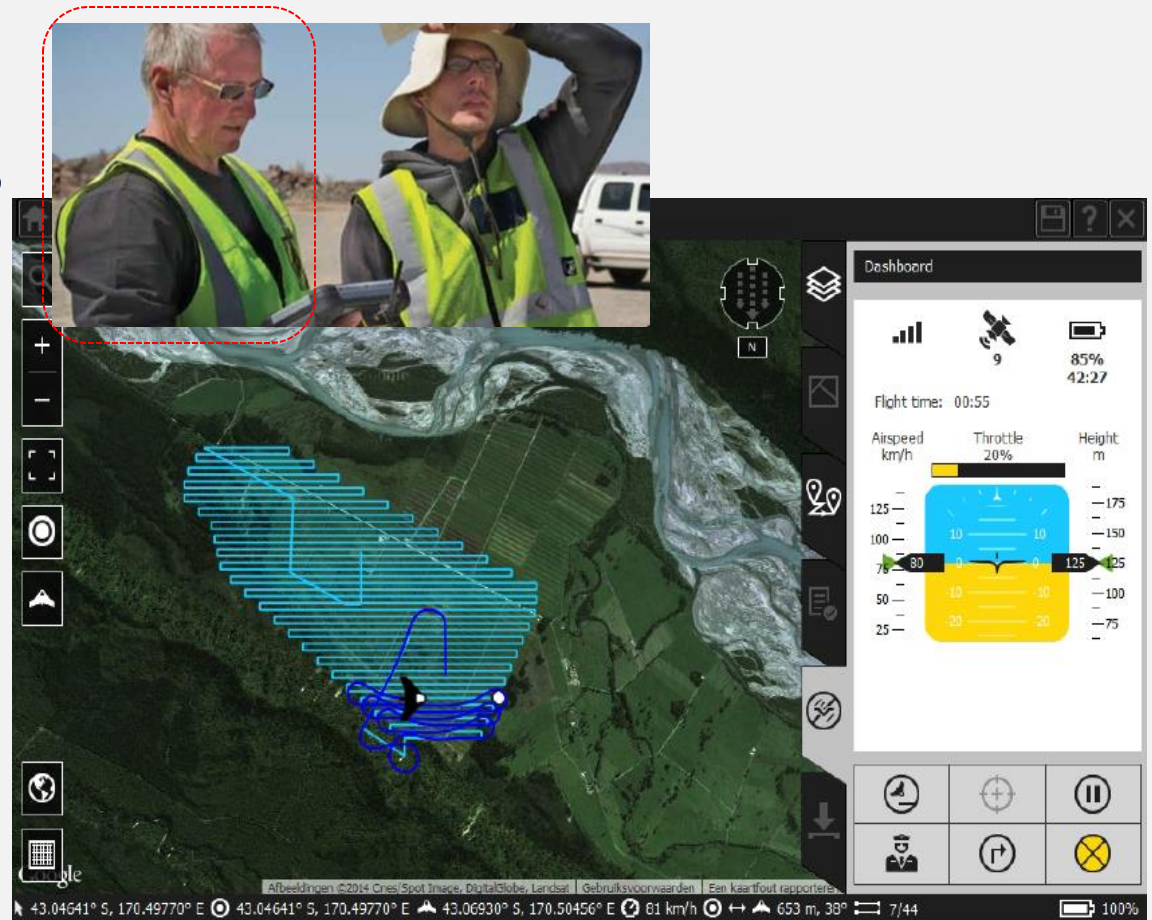 N
Dashboard
9
85%
42:27
Flight time: 00:55
Airspeed
km/h
Throttle
20%
Height
m
125
100
75
50
25
80
10
10
0
0
-10
-10
-20
-20
175
150
125
100
75
125
Google
Afbeeldingen ©2014 Cnes/Spot Image, DigitalGlobe, Landsat
Gebruiksvoorwaarden
Een kaartfout rapporteren
43.04641° S, 170.49770° E 43.04641° S, 170.49770° E 43.06930° S, 170.50456° E 81 km/h 653 m, 38° 7/44 100%